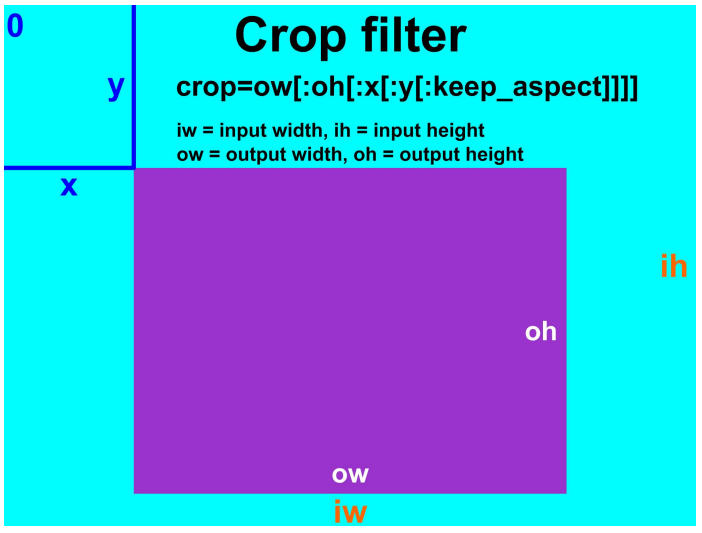 0
Crop filter
y
crop=ow[:oh[:x[:y[:keep_aspect]]]]
iw = input width, ih = input height
ow = output width, oh = output height
x
ih
oh
ow
iw